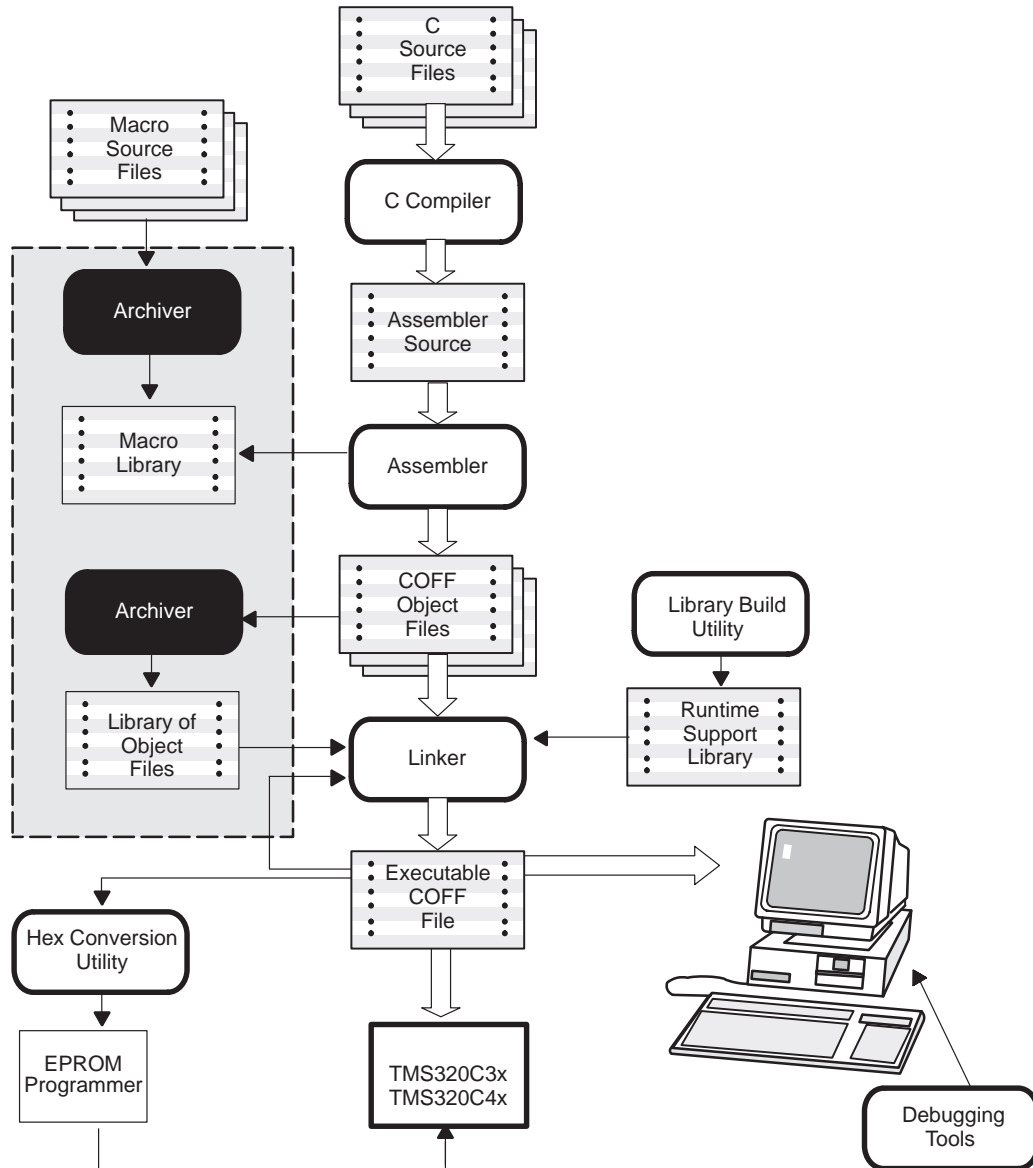 C
Source
Files
Macro
Source
Files
C Compiler
Archiver
Assembler
Source
Macro
Library
Assembler
Archiver
COFF
Object
Files
Library Build
Utility
Library of
Object
Files
Linker
Runtime
Support
Library
Executable
COFF
File
Hex Conversion
Utility
EPROM
Programmer
TMS320C3x
TMS320C4x
Debugging
Tools